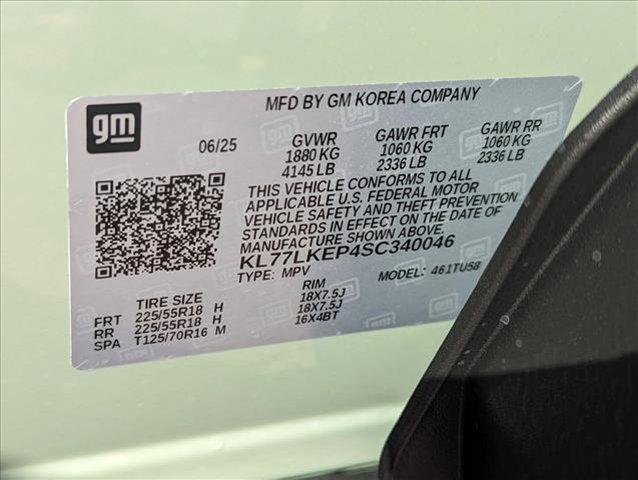 gm
MFD BY GM KOREA COMPANY
06/25 GVWR GAWR FRT GAWR RR
1880 KG 1060 KG 1060 KG
4145 LB 2336 LB 2336 LB
THIS VEHICLE CONFORMS TO ALL
APPLICABLE U.S. FEDERAL MOTOR
VEHICLE SAFETY AND THEFT PREVENTION
STANDARDS IN EFFECT ON THE DATE OF
MANUFACTURE SHOWN ABOVE.
KL77LKEP4SC340046
TYPE: MPV MODEL: 461TU58
TIRE SIZE RIM
FRT 225/55R18 H 18X7.5J
RR 225/55R18 H 18X7.5J
SPA T125/70R16 M 16X4BT